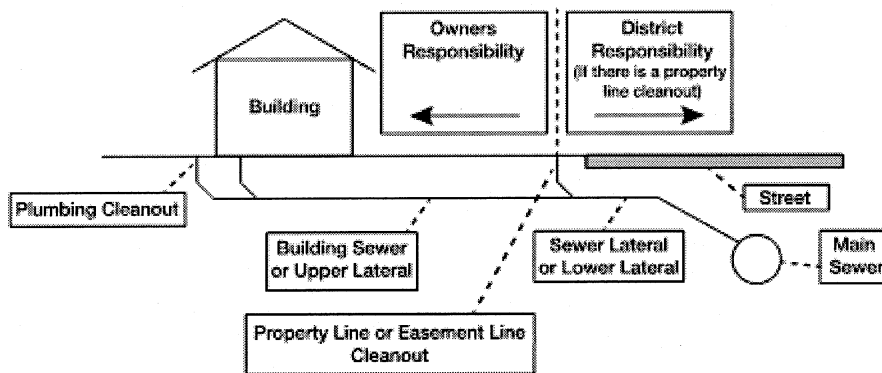 Owners
Responsibility
District
Responsibility
(If there is a property
line cleanout)
Building
Plumbing Cleanout
Street
Building Sewer
or Upper Lateral
Sewer Lateral
or Lower Lateral
Main
Sewer
Property Line or Easement Line
Cleanout